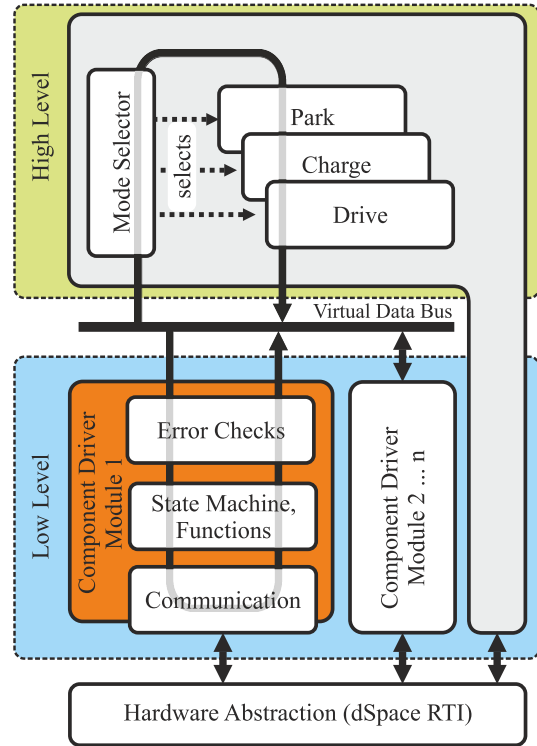 High Level
Mode Selector
selects
Park
Charge
Drive
Virtual Data Bus
Low Level
Component Driver
Module 1
Error Checks
State Machine,
Functions
Communication
Component Driver
Module 2 ... n
Hardware Abstraction (dSpace RTI)